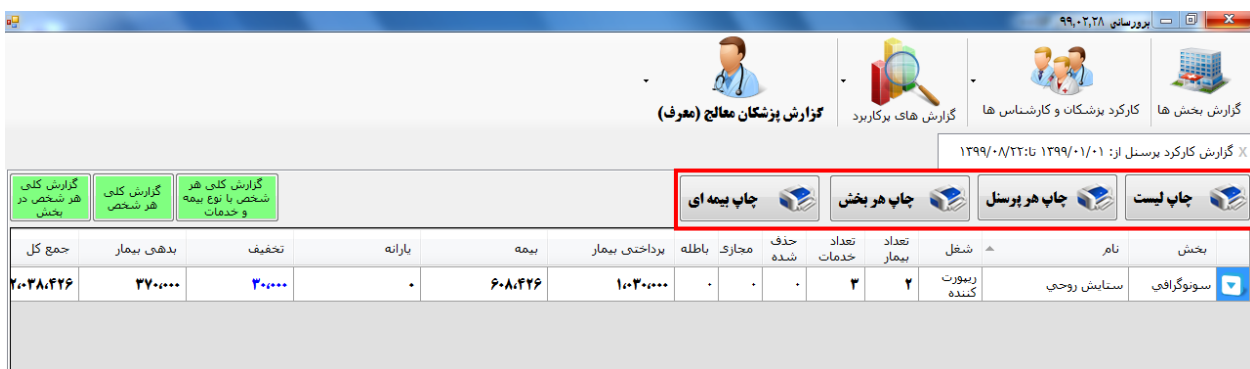 بروررسانی ۹۹,۰۲,۲۸
گزارش بخش ها
کارکرد پزشکان و کارشناس ها
گزارش های پرکاربرد
گزارش پزشکان معالج (معرف)
X گزارش کارکرد پرسنل از: ۱۳۹۹/۰۱/۰۱ تا:۱۳۹۹/۰۸/۲۲
چاپ لیست
چاپ هر پرسنل
چاپ هر بخش
چاپ بیمه ای
گزارش کلی هر
شخص با نوع بیمه
و خدمات
گزارش کلی
هر شخص
گزارش کلی
هر شخص در
بخش
بخش نام شغل تعداد بیمار تعداد خدمات حذف شده مجازی باطله پرداختی بیمار بیمه یارانه تخفیف بدهی بیمار جمع کل
سونوگرافي ستايش روحي ریپورت کننده ۲ ۳ ۰ ۰ ۰ ۱،۰۳۰،۰۰۰ ۶۰۸،۴۲۶ ۰ ۳۰،۰۰۰ ۳۷۰،۰۰۰ ۲،۰۳۸،۴۲۶